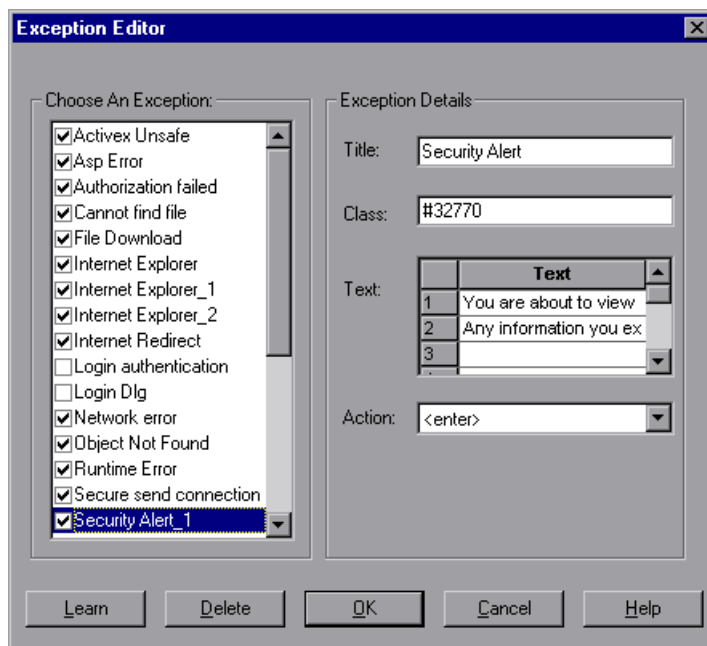 Exception Editor
Choose An Exception:
Activex Unsafe
Asp Error
Authorization failed
Cannot find file
File Download
Internet Explorer
Internet Explorer_1
Internet Explorer_2
Internet Redirect
Login authentication
Login Dlg
Network error
Object Not Found
Runtime Error
Secure send connection
Security Alert_1
Exception Details
Title: Security Alert
Class: #32770
Text:
Text
1 You are about to view
2 Any information you ex
3
Action: <enter>
Learn Delete OK Cancel Help